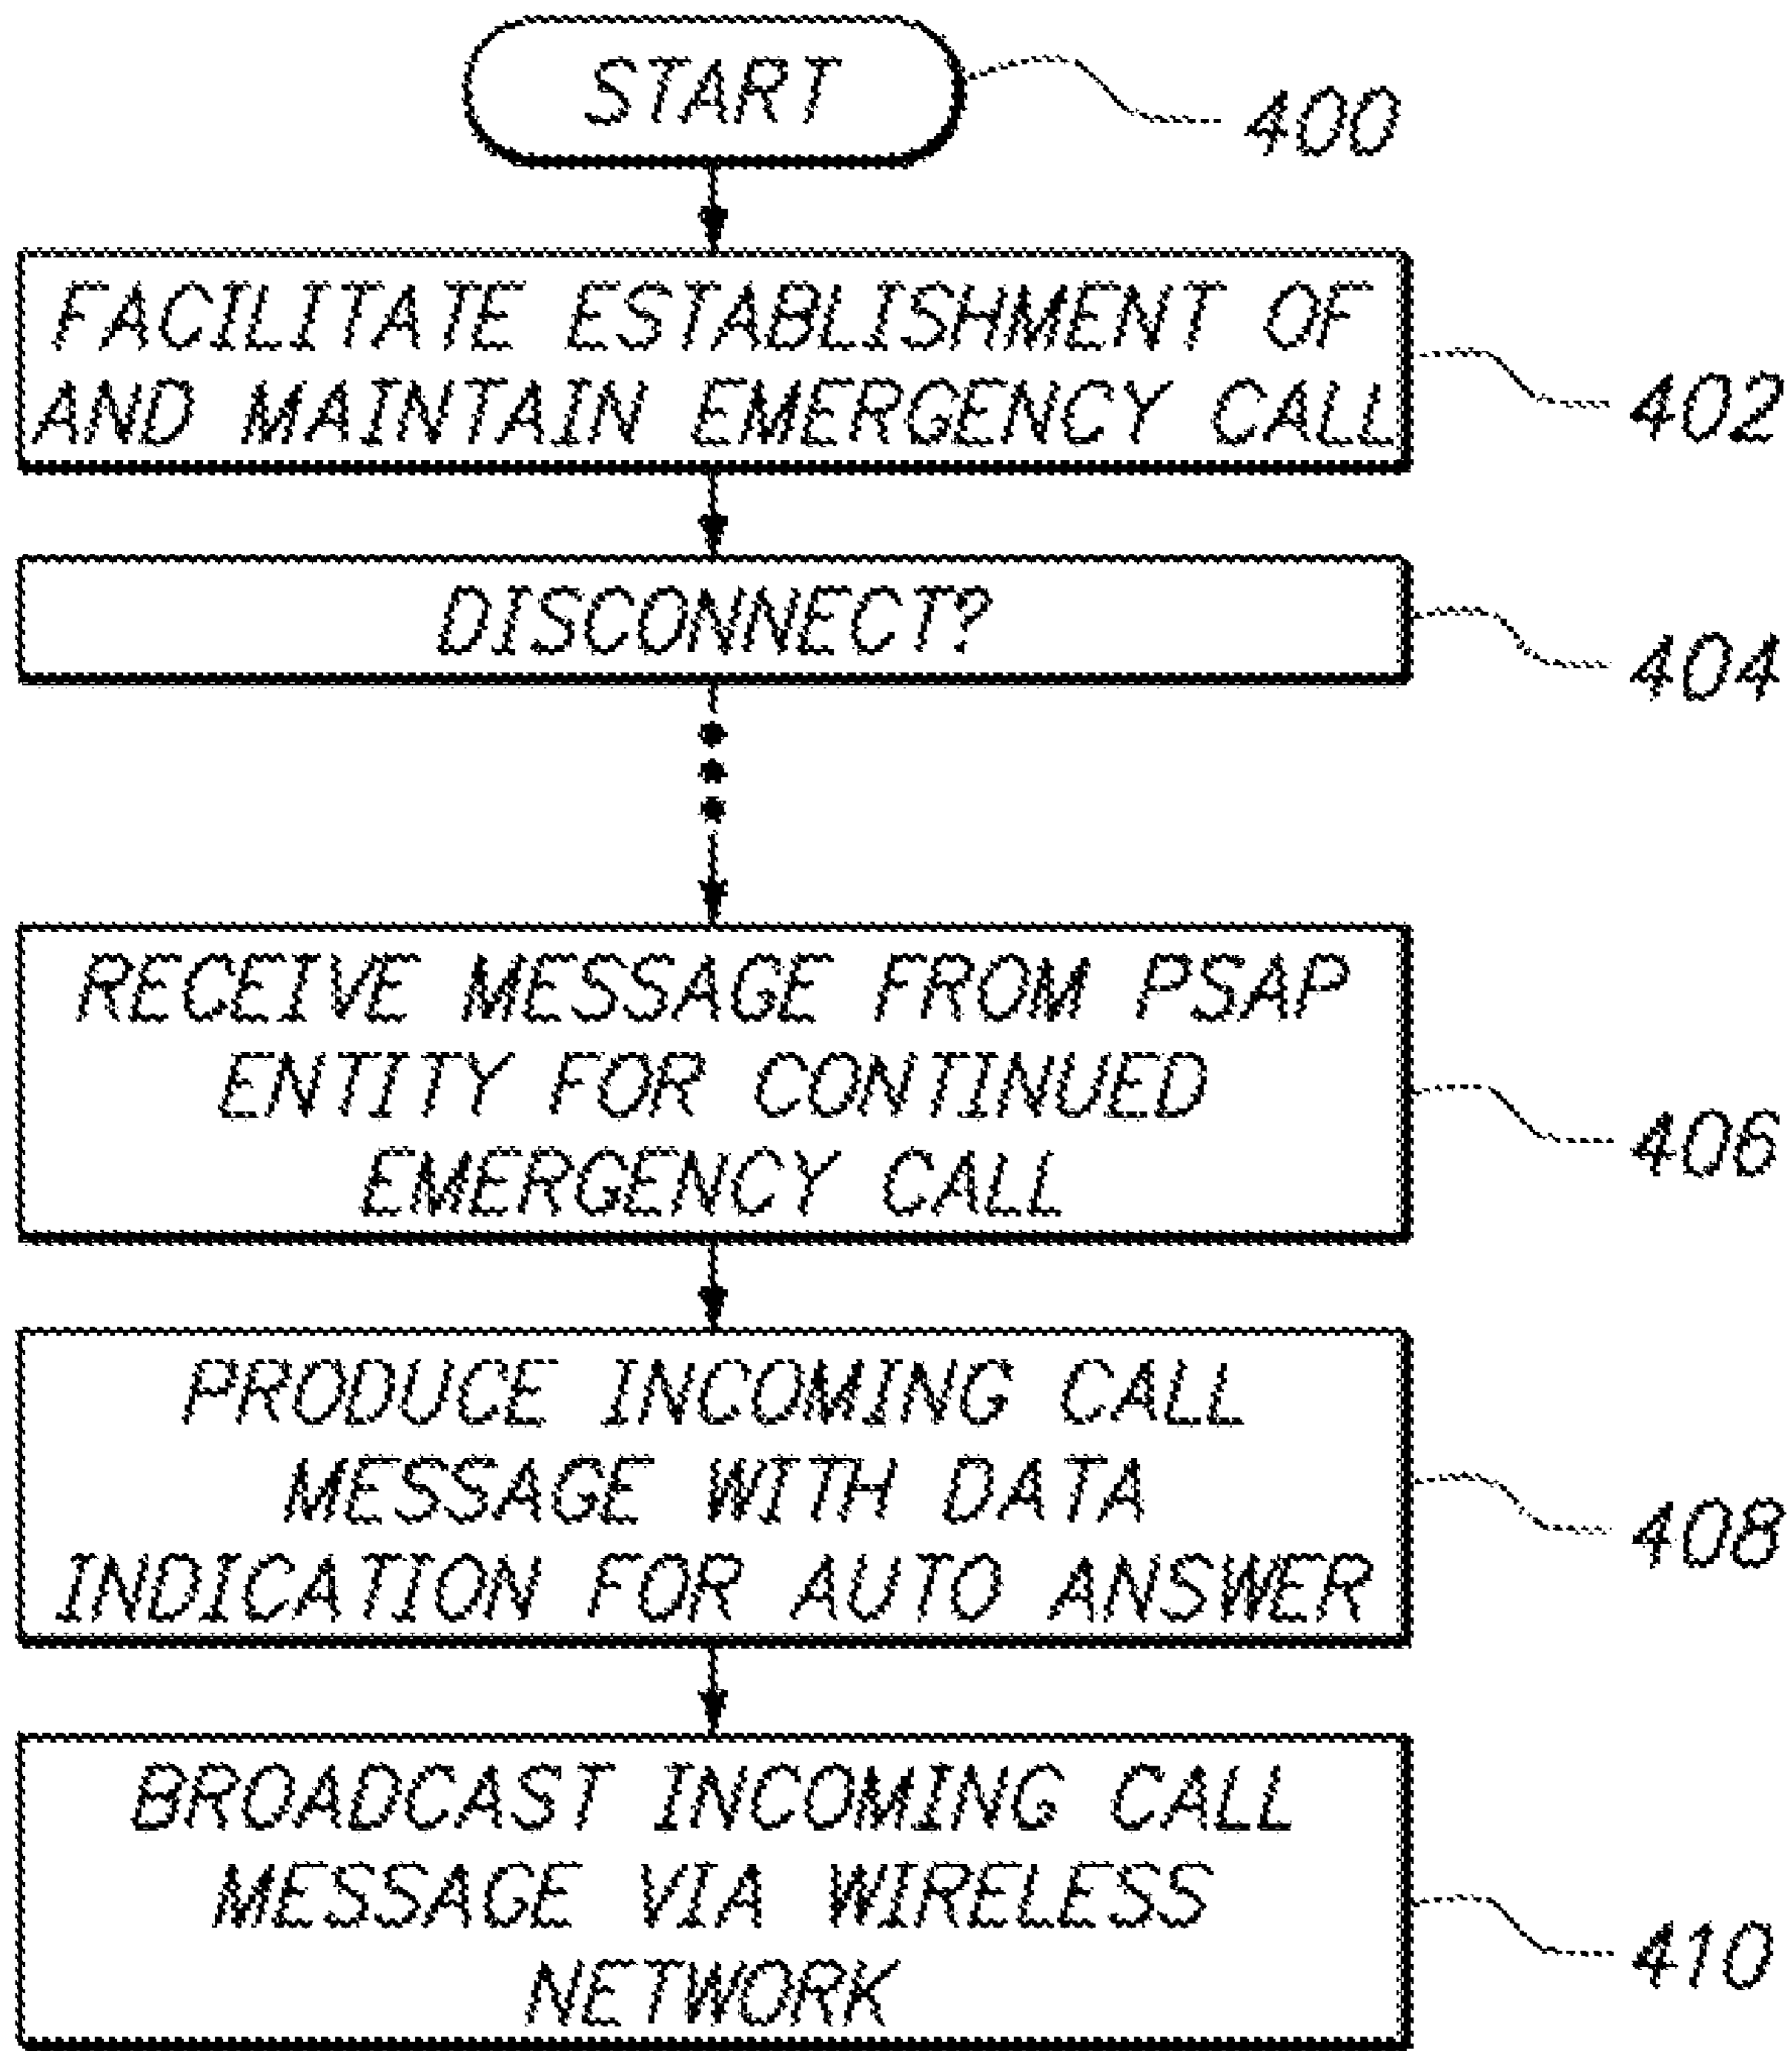 START
400
FACILITATE ESTABLISHMENT OF
AND MAINTAIN EMERGENCY CALL
402
DISCONNECT?
404
RECEIVE MESSAGE FROM PSAP
ENTITY FOR CONTINUED
EMERGENCY CALL
406
PRODUCE INCOMING CALL
MESSAGE WITH DATA
INDICATION FOR AUTO ANSWER
408
BROADCAST INCOMING CALL
MESSAGE VIA WIRELESS
NETWORK
410